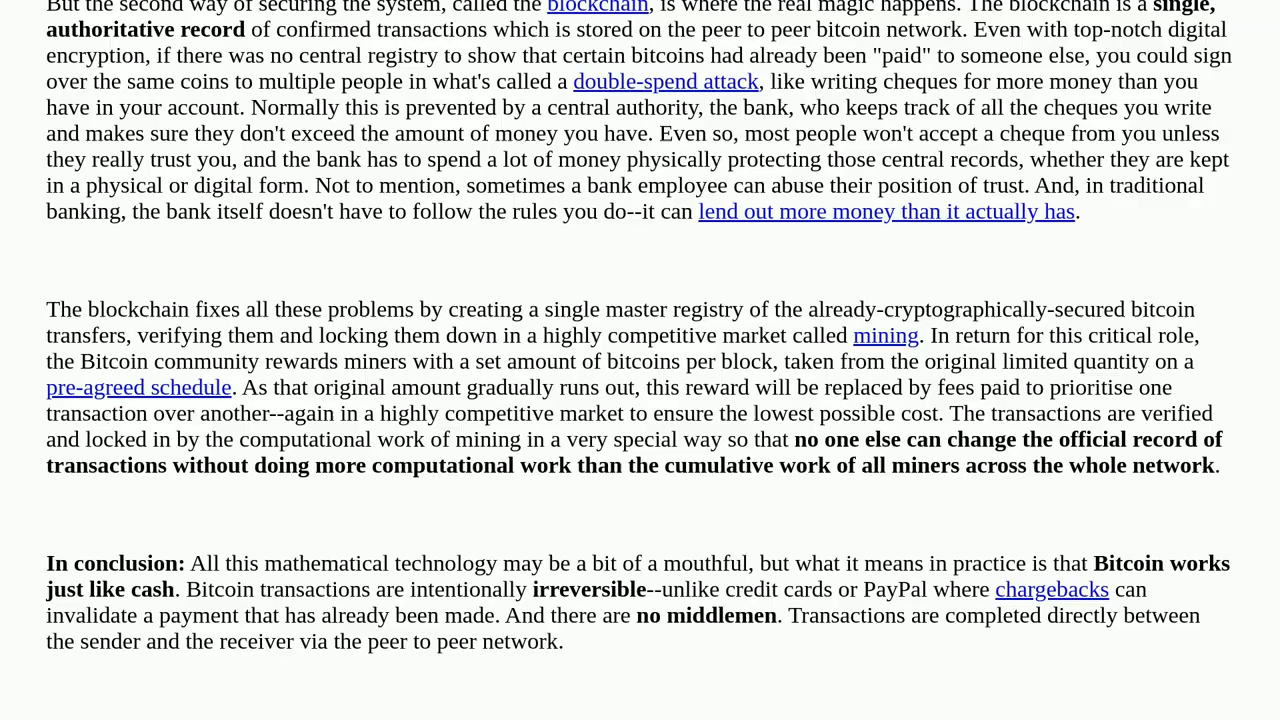 But the second way of securing the system, called the blockchain, is where the real magic happens. The blockchain is a single,
authoritative record of confirmed transactions which is stored on the peer to peer bitcoin network. Even with top-notch digital
encryption, if there was no central registry to show that certain bitcoins had already been "paid" to someone else, you could sign
over the same coins to multiple people in what's called a double-spend attack, like writing cheques for more money than you
have in your account. Normally this is prevented by a central authority, the bank, who keeps track of all the cheques you write
and makes sure they don't exceed the amount of money you have. Even so, most people won't accept a cheque from you unless
they really trust you, and the bank has to spend a lot of money physically protecting those central records, whether they are kept
in a physical or digital form. Not to mention, sometimes a bank employee can abuse their position of trust. And, in traditional
banking, the bank itself doesn't have to follow the rules you do--it can lend out more money than it actually has.
The blockchain fixes all these problems by creating a single master registry of the already-cryptographically-secured bitcoin
transfers, verifying them and locking them down in a highly competitive market called mining. In return for this critical role,
the Bitcoin community rewards miners with a set amount of bitcoins per block, taken from the original limited quantity on a
pre-agreed schedule. As that original amount gradually runs out, this reward will be replaced by fees paid to prioritise one
transaction over another--again in a highly competitive market to ensure the lowest possible cost. The transactions are verified
and locked in by the computational work of mining in a very special way so that no one else can change the official record of
transactions without doing more computational work than the cumulative work of all miners across the whole network.
In conclusion: All this mathematical technology may be a bit of a mouthful, but what it means in practice is that Bitcoin works
just like cash. Bitcoin transactions are intentionally irreversible--unlike credit cards or PayPal where chargebacks can
invalidate a payment that has already been made. And there are no middlemen. Transactions are completed directly between
the sender and the receiver via the peer to peer network.